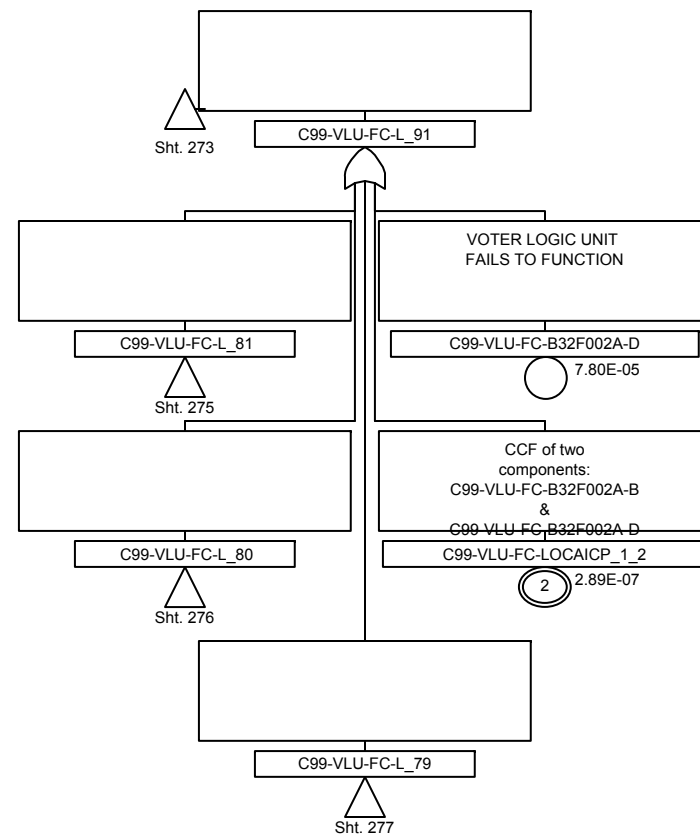 C99-VLU-FC-L_91
Sht. 273
VOTER LOGIC UNIT
FAILS TO FUNCTION
C99-VLU-FC-L_81
C99-VLU-FC-B32F002A-D
Sht. 275
7.80E-05
CCF of two
components:
C99-VLU-FC-B32F002A-B
&
C99-VLU-FC-B32F002A-D
C99-VLU-FC-L_80
C99-VLU-FC-LOCAICP_1_2
Sht. 276
2
2.89E-07
C99-VLU-FC-L_79
Sht. 277